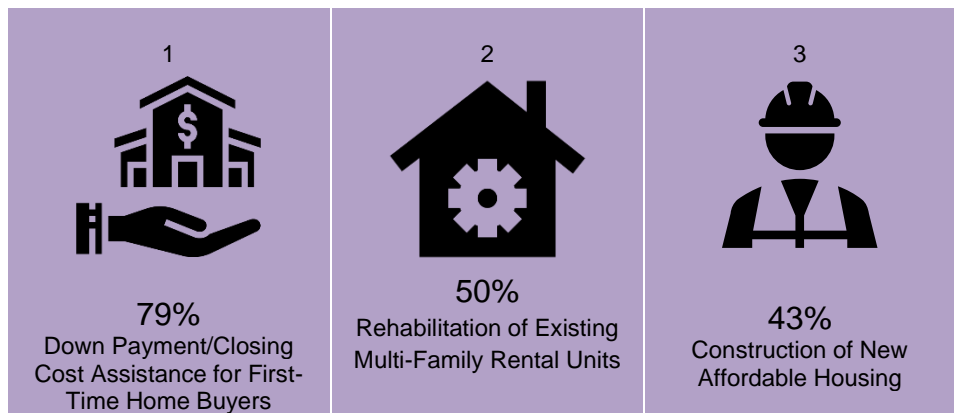 1
$
79%
Down Payment/Closing
Cost Assistance for First-
Time Home Buyers
2
50%
Rehabilitation of Existing
Multi-Family Rental Units
3
43%
Construction of New
Affordable Housing